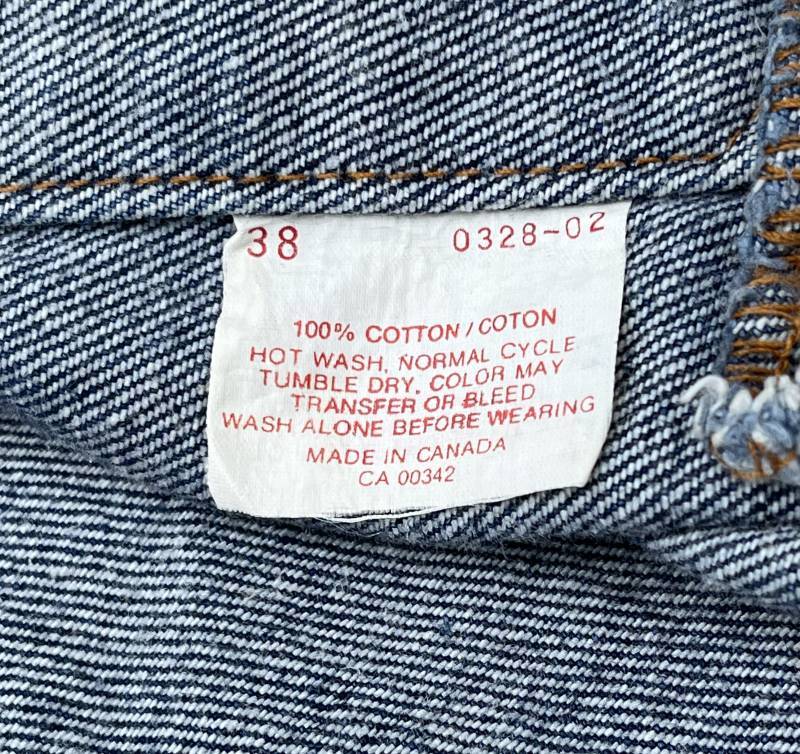 38 0328-02
100% COTTON / COTON
HOT WASH, NORMAL CYCLE
TUMBLE DRY, COLOR MAY
TRANSFER OR BLEED
WASH ALONE BEFORE WEARING
MADE IN CANADA
CA 00342